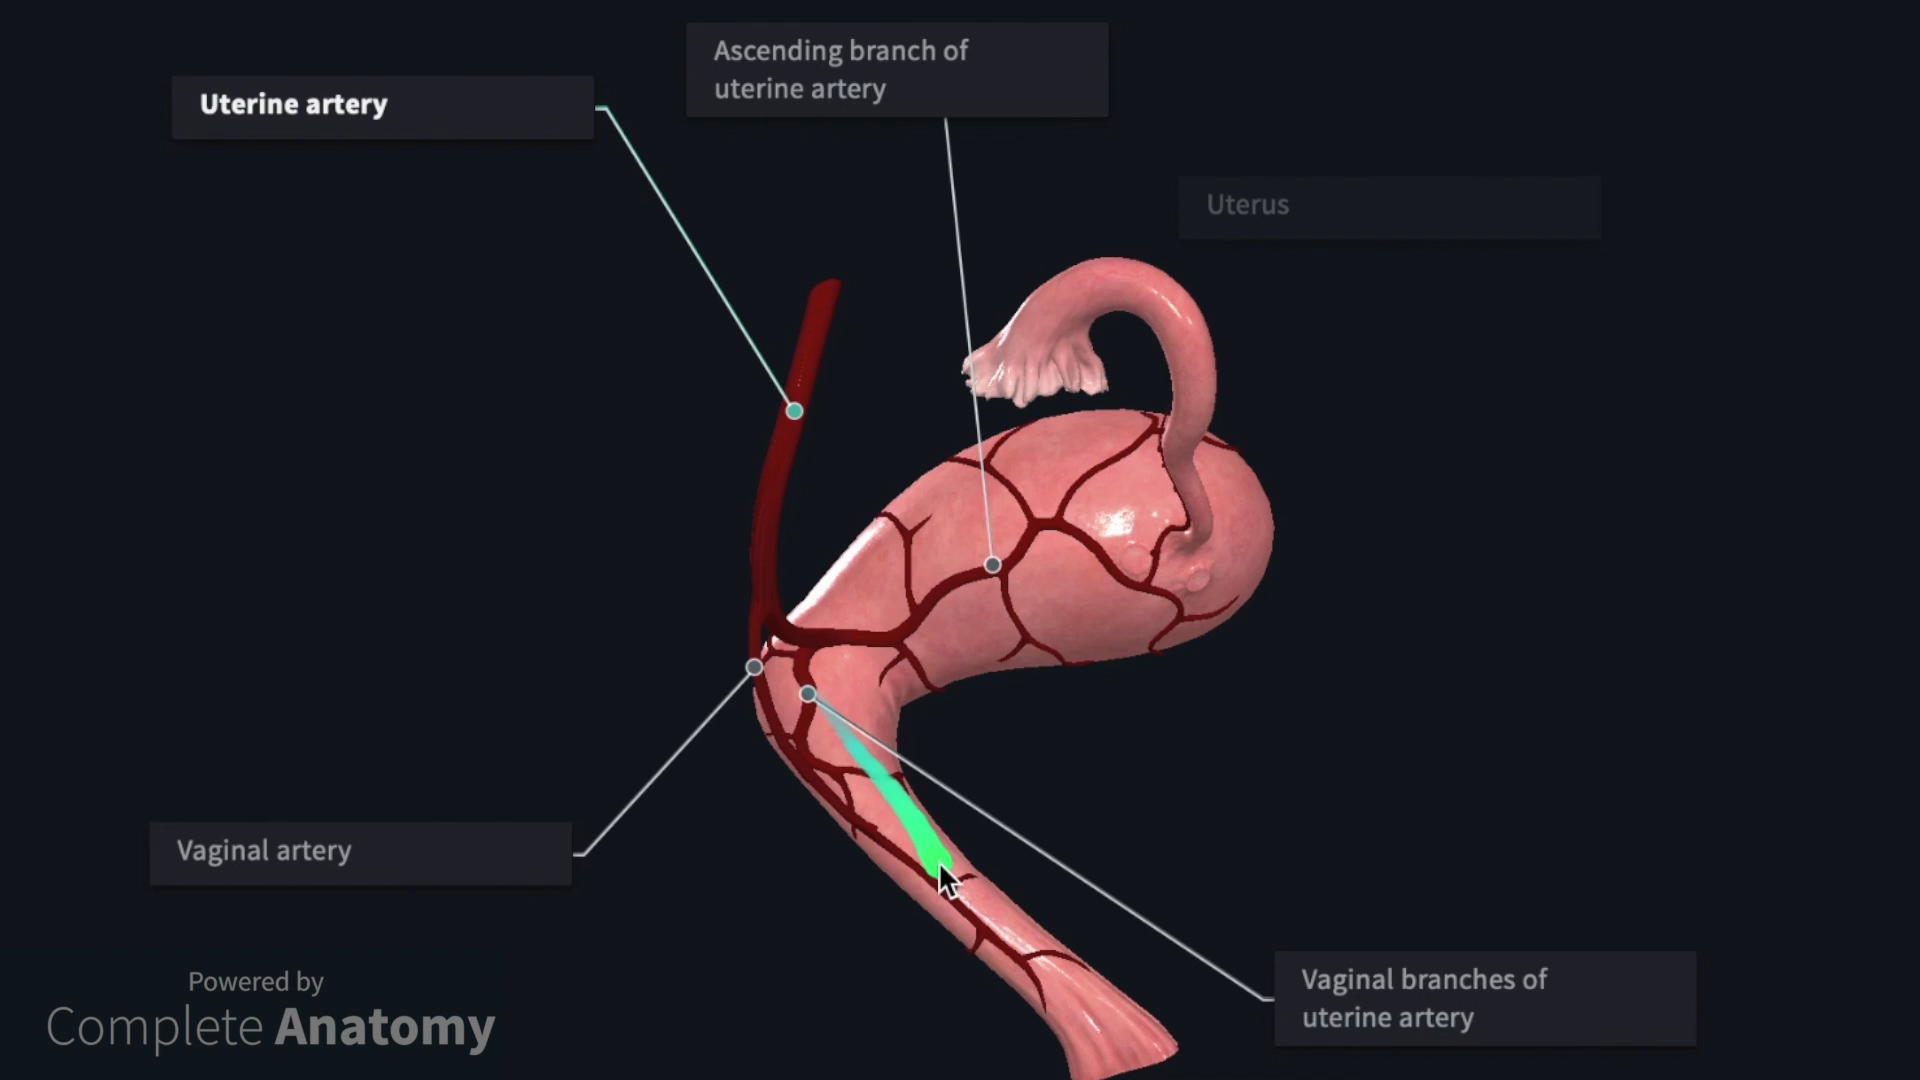 Ascending branch of
uterine artery
Uterine artery
Uterus
Vaginal artery
Vaginal branches of
uterine artery
Powered by
Complete Anatomy